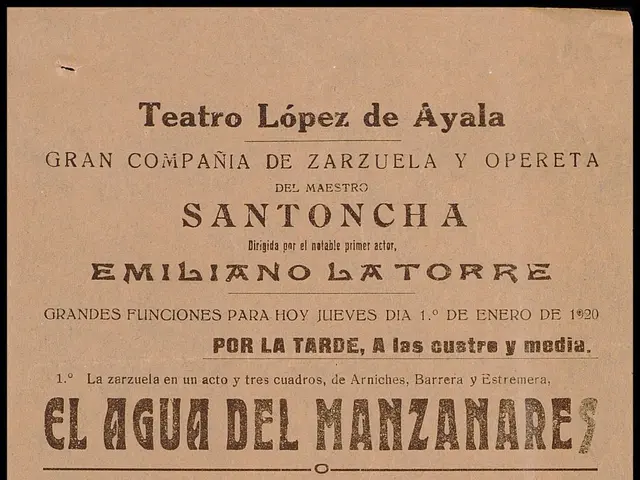 Teatro López de Ayala
GRAN COMPAÑIA DE ZARZUELA Y OPERETA
DEL MAESTRO
SANTONCHA
Dirigida por el notable primer actor,
EMILIANO LATORRE
GRANDES FUNCIONES PARA HOY JUEVES DIA 1.º DE ENERO DE 1920
POR LA TARDE, A las cuatro y media.
1.º La zarzuela en un acto y tres cuadros, de Arniches, Barrera y Estremera,
EL AGUA DEL MANZANARES